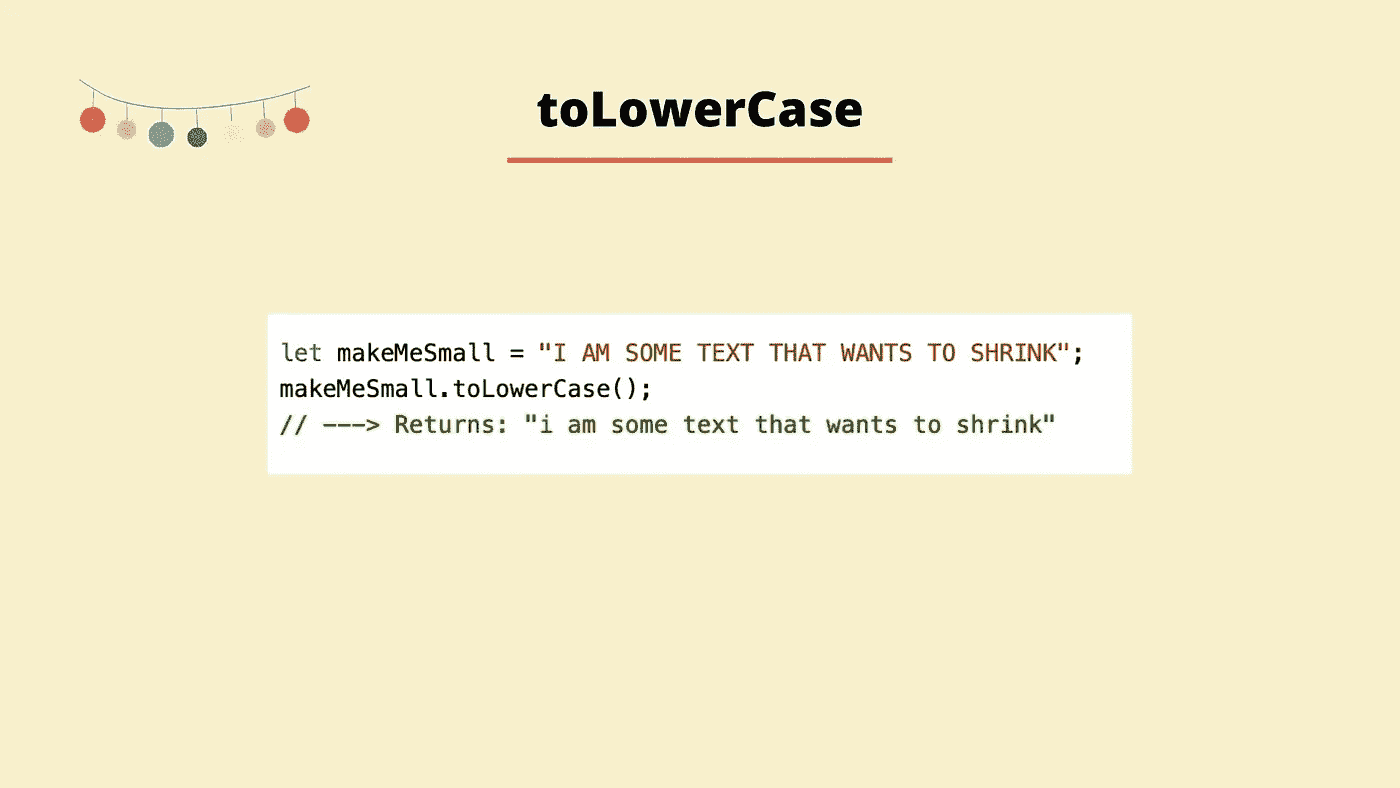 toLowerCase
let makeMeSmall = "I AM SOME TEXT THAT WANTS TO SHRINK";
makeMeSmall.toLowerCase();
// ---> Returns: "i am some text that wants to shrink"